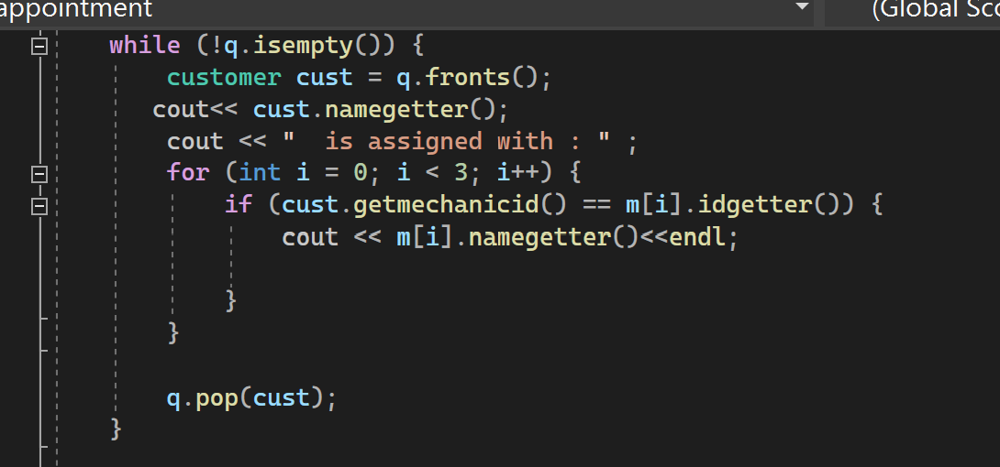 appointment (Global Sco
while (!q.isempty()) {
customer cust = q.fronts();
cout<< cust.namegetter();
cout << "  is assigned with : " ;
for (int i = 0; i < 3; i++) {
if (cust.getmechanicid() == m[i].idgetter()) {
cout << m[i].namegetter()<<endl;
}
}
q.pop(cust);
}